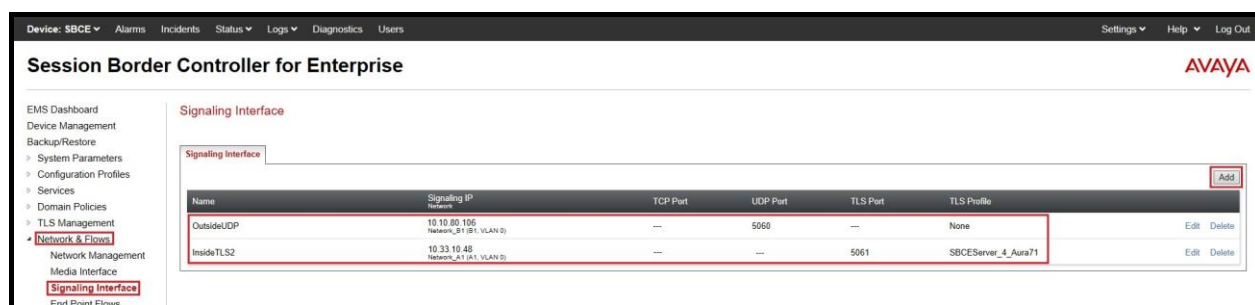 Device: SBCE Alarms Incidents Status Logs Diagnostics Users Settings Help Log Out
Session Border Controller for Enterprise AVAYA
EMS Dashboard
Device Management
Backup/Restore
System Parameters
Configuration Profiles
Services
Domain Policies
TLS Management
Network & Flows
Network Management
Media Interface
Signaling Interface
End Point Flows
Signaling Interface
Signaling Interface
Add
Name Signaling IP TCP Port UDP Port TLS Port TLS Profile
Network
OutsideUDP 10.10.80.106 --- 5060 --- None Edit Delete
Network_B1 (B1, VLAN 0)
InsideTLS2 10.33.10.48 --- --- 5061 SBCEServer_4_Aura71 Edit Delete
Network_A1 (A1, VLAN 0)